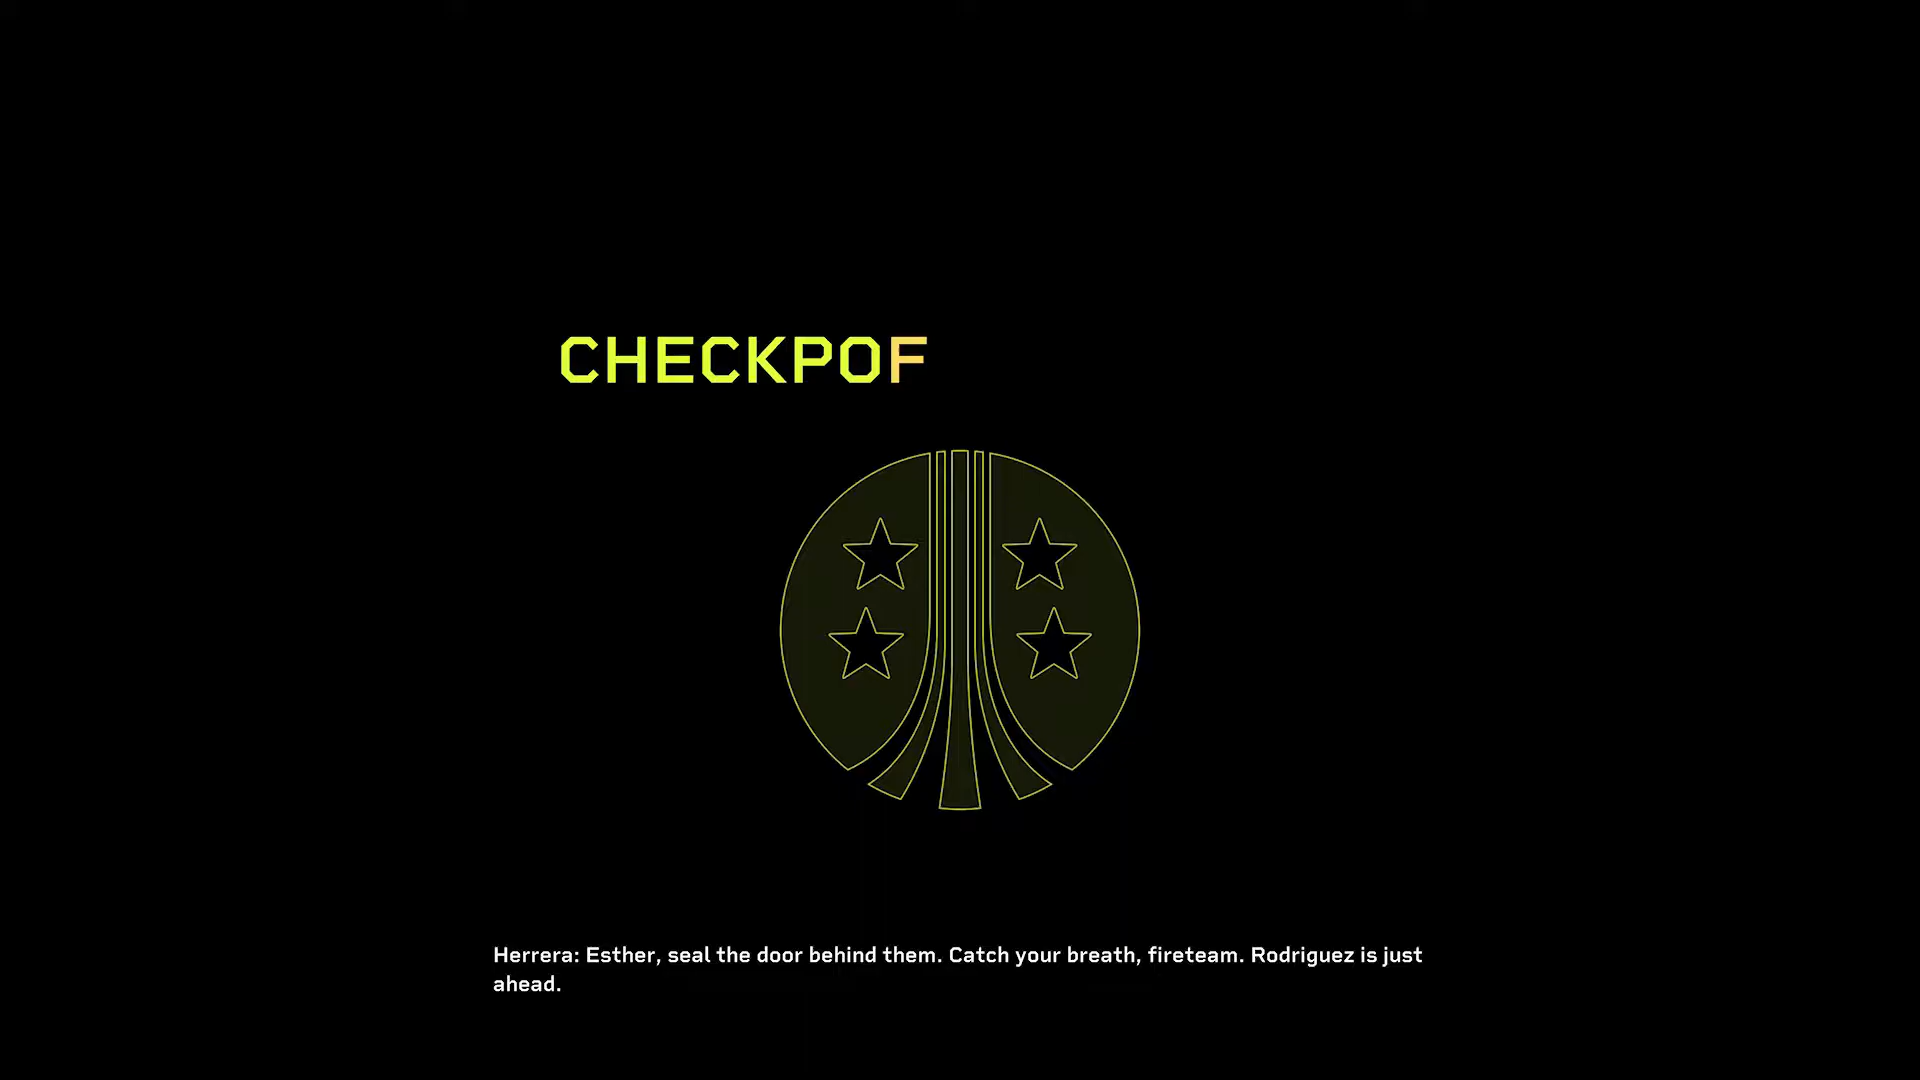 CHECKPOF
Herrera: Esther, seal the door behind them. Catch your breath, fireteam. Rodriguez is just
ahead.